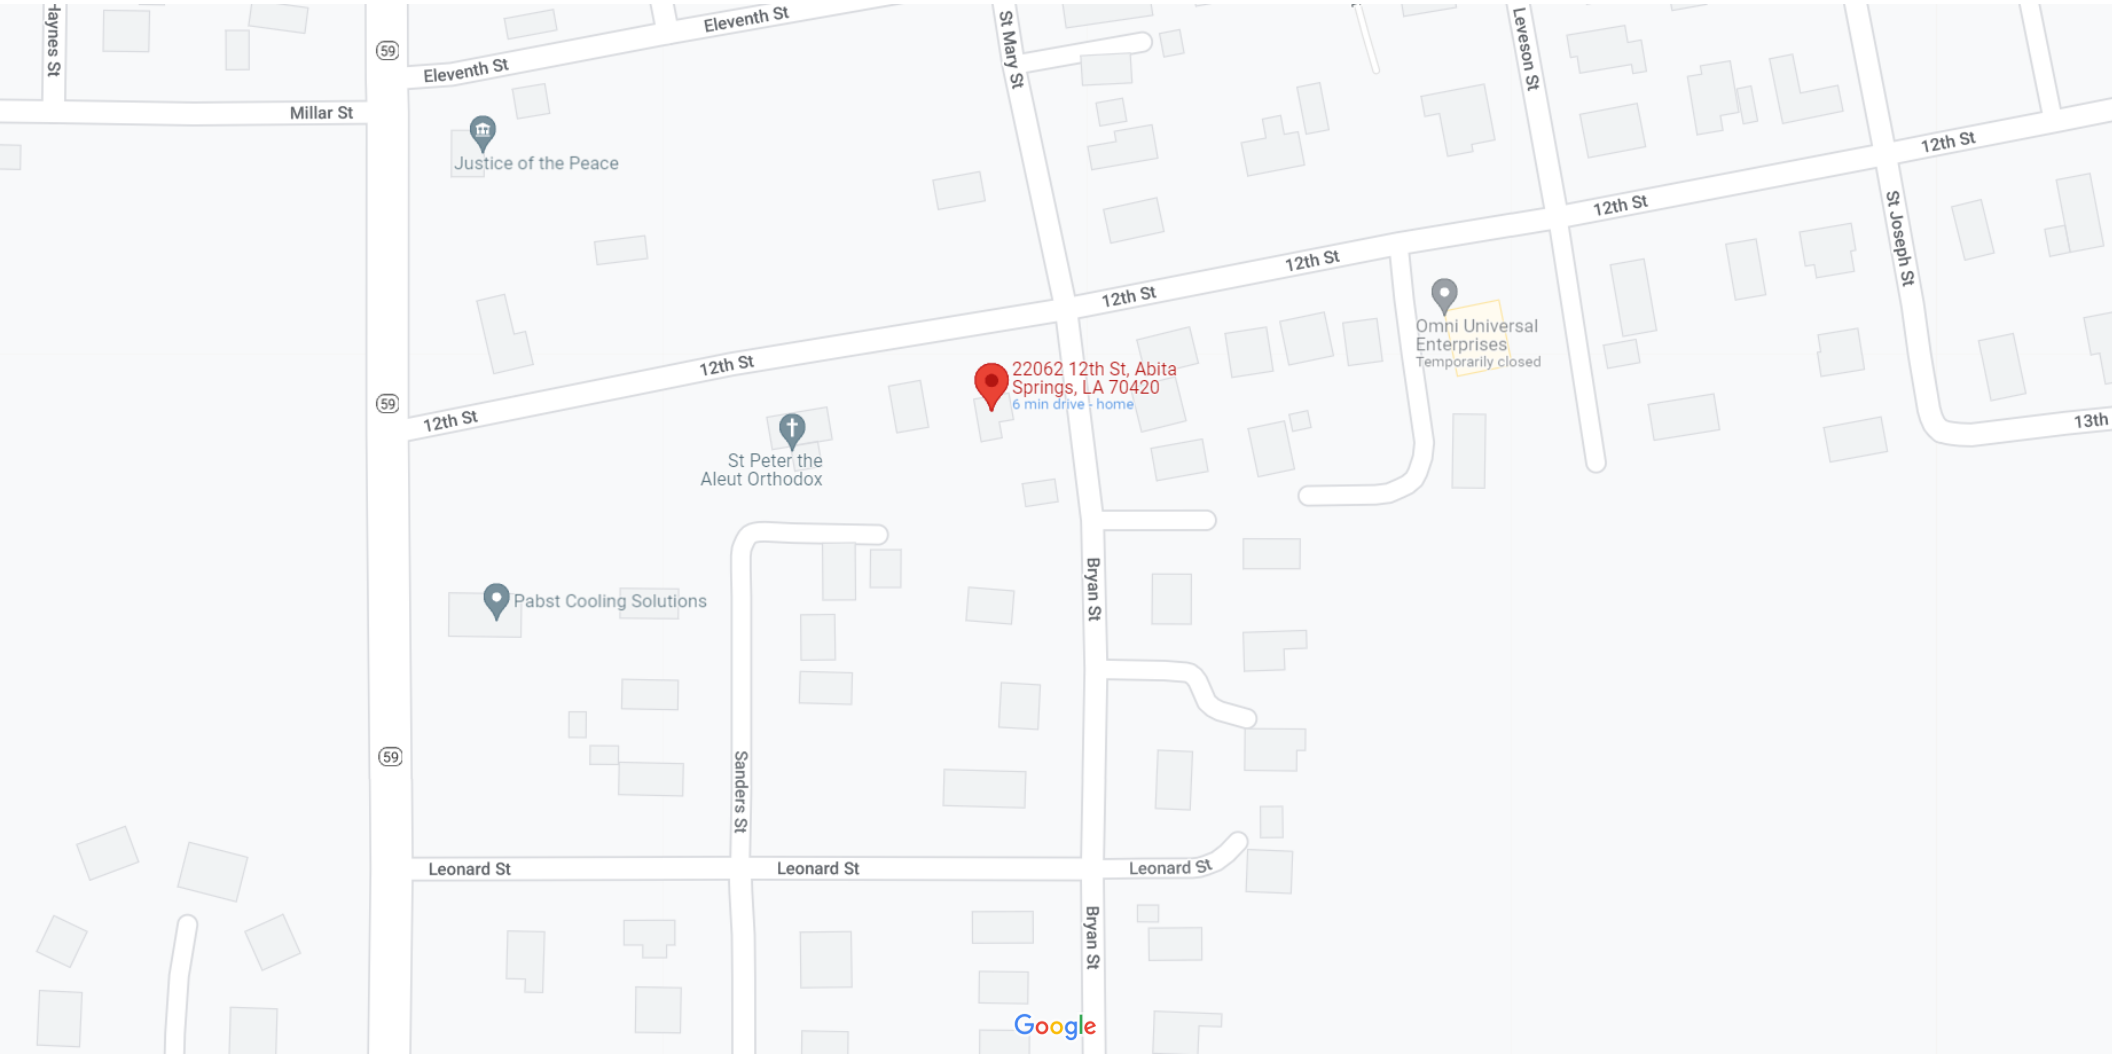 Haynes St
59
Eleventh St
Eleventh St
St Mary St
Leveson St
Millar St
Justice of the Peace
12th St
12th St
St Joseph St
12th St
12th St
12th St
12th St
59
22062 12th St, Abita
Springs, LA 70420
6 min drive - home
Omni Universal
Enterprises
Temporarily closed
St Peter the
Aleut Orthodox
13th
Bryan St
Pabst Cooling Solutions
59
Sanders St
Leonard St
Leonard St
Leonard St
Bryan St
Google